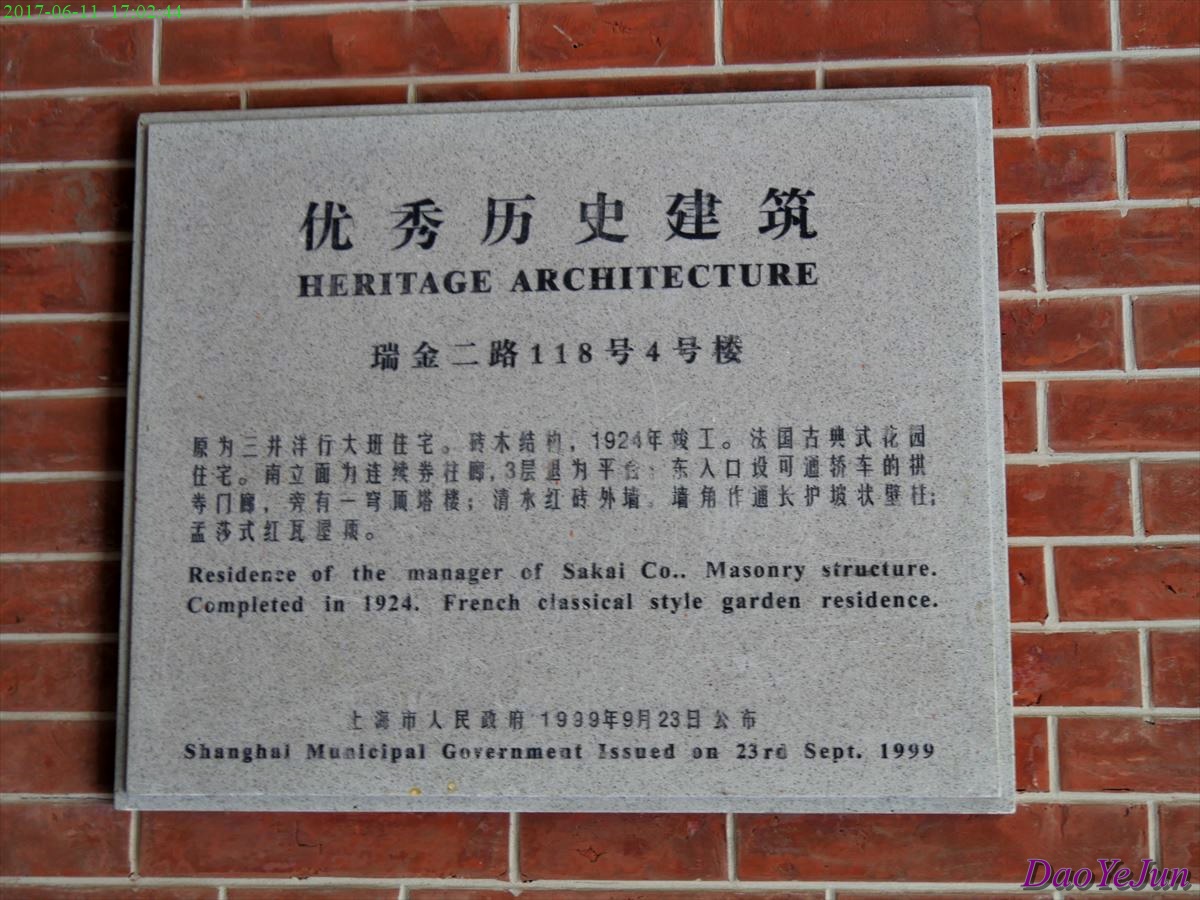 2017-06-11 17:02:44
优秀历史建筑
HERITAGE ARCHITECTURE
瑞金二路118号4号楼
原为三井洋行大班住宅。砖木结构,1924年竣工。法国古典式花园
住宅。南立面为连续券柱廊,3层退为平台;东入口设可通轿车的拱
寺门廊,旁有一穹顶塔楼;清水红砖外墙。墙角作通长护坡状壁柱;
孟莎式红瓦屋顶。
Residence of the manager of Sakai Co.. Masonry structure.
Completed in 1924. French classical style garden residence.
上海市人民政府 1999年9月23日公布
Shanghai Municipal Government Issued on 23rd Sept. 1999
DaoYeJun